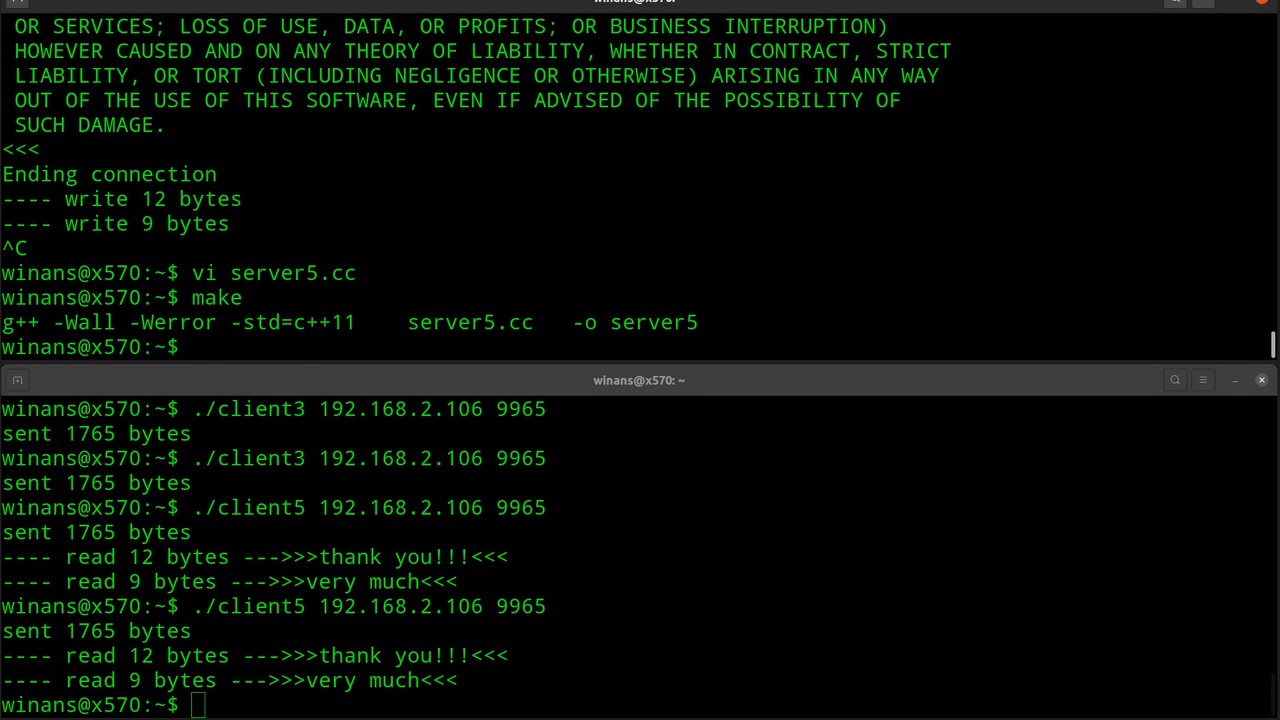 winans@x570: ~
OR SERVICES; LOSS OF USE, DATA, OR PROFITS; OR BUSINESS INTERRUPTION)
HOWEVER CAUSED AND ON ANY THEORY OF LIABILITY, WHETHER IN CONTRACT, STRICT
LIABILITY, OR TORT (INCLUDING NEGLIGENCE OR OTHERWISE) ARISING IN ANY WAY
OUT OF THE USE OF THIS SOFTWARE, EVEN IF ADVISED OF THE POSSIBILITY OF
SUCH DAMAGE.
<<<
Ending connection
---- write 12 bytes
---- write 9 bytes
^C
winans@x570:~$ vi server5.cc
winans@x570:~$ make
g++ -Wall -Werror -std=c++11    server5.cc   -o server5
winans@x570:~$
winans@x570: ~
winans@x570:~$ ./client3 192.168.2.106 9965
sent 1765 bytes
winans@x570:~$ ./client3 192.168.2.106 9965
sent 1765 bytes
winans@x570:~$ ./client5 192.168.2.106 9965
sent 1765 bytes
---- read 12 bytes --->>>thank you!!!<<<
---- read 9 bytes --->>>very much<<<
winans@x570:~$ ./client5 192.168.2.106 9965
sent 1765 bytes
---- read 12 bytes --->>>thank you!!!<<<
---- read 9 bytes --->>>very much<<<
winans@x570:~$